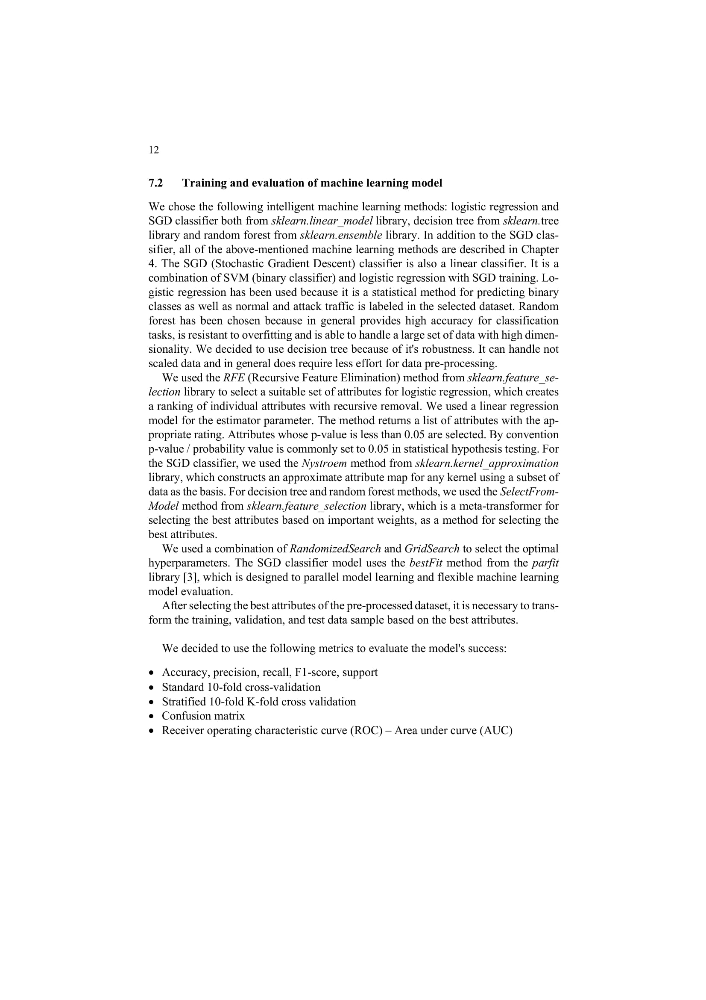 12
7.2 Training and evaluation of machine learning model
We chose the following intelligent machine learning methods: logistic regression and
SGD classifier both from sklearn.linear_model library, decision tree from sklearn.tree
library and random forest from sklearn.ensemble library. In addition to the SGD clas-
sifier, all of the above-mentioned machine learning methods are described in Chapter
4. The SGD (Stochastic Gradient Descent) classifier is also a linear classifier. It is a
combination of SVM (binary classifier) and logistic regression with SGD training. Lo-
gistic regression has been used because it is a statistical method for predicting binary
classes as well as normal and attack traffic is labeled in the selected dataset. Random
forest has been chosen because in general provides high accuracy for classification
tasks, is resistant to overfitting and is able to handle a large set of data with high dimen-
sionality. We decided to use decision tree because of it's robustness. It can handle not
scaled data and in general does require less effort for data pre-processing.
We used the RFE (Recursive Feature Elimination) method from sklearn.feature_se-
lection library to select a suitable set of attributes for logistic regression, which creates
a ranking of individual attributes with recursive removal. We used a linear regression
model for the estimator parameter. The method returns a list of attributes with the ap-
propriate rating. Attributes whose p-value is less than 0.05 are selected. By convention
p-value / probability value is commonly set to 0.05 in statistical hypothesis testing. For
the SGD classifier, we used the Nystroem method from sklearn.kernel_approximation
library, which constructs an approximate attribute map for any kernel using a subset of
data as the basis. For decision tree and random forest methods, we used the SelectFrom-
Model method from sklearn.feature_selection library, which is a meta-transformer for
selecting the best attributes based on important weights, as a method for selecting the
best attributes.
We used a combination of RandomizedSearch and GridSearch to select the optimal
hyperparameters. The SGD classifier model uses the bestFit method from the parfit
library [3], which is designed to parallel model learning and flexible machine learning
model evaluation.
After selecting the best attributes of the pre-processed dataset, it is necessary to trans-
form the training, validation, and test data sample based on the best attributes.
We decided to use the following metrics to evaluate the model's success:
• Accuracy, precision, recall, F1-score, support
• Standard 10-fold cross-validation
• Stratified 10-fold K-fold cross validation
• Confusion matrix
• Receiver operating characteristic curve (ROC) – Area under curve (AUC)